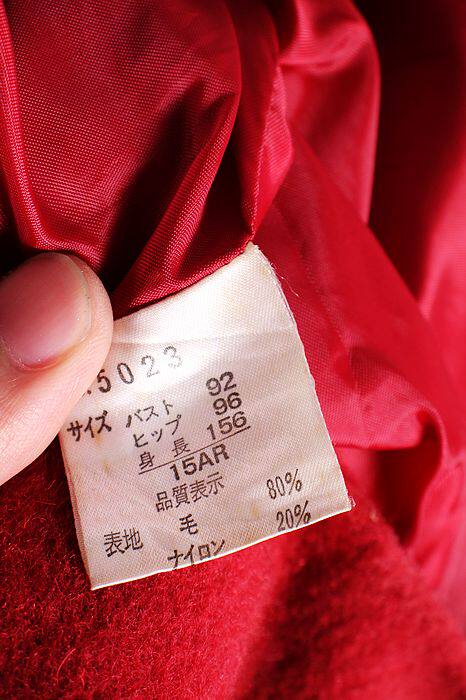 .5023
サイズ バスト 92
ヒップ 96
身長 156
15AR
品質表示
表地 毛 80%
ナイロン 20%